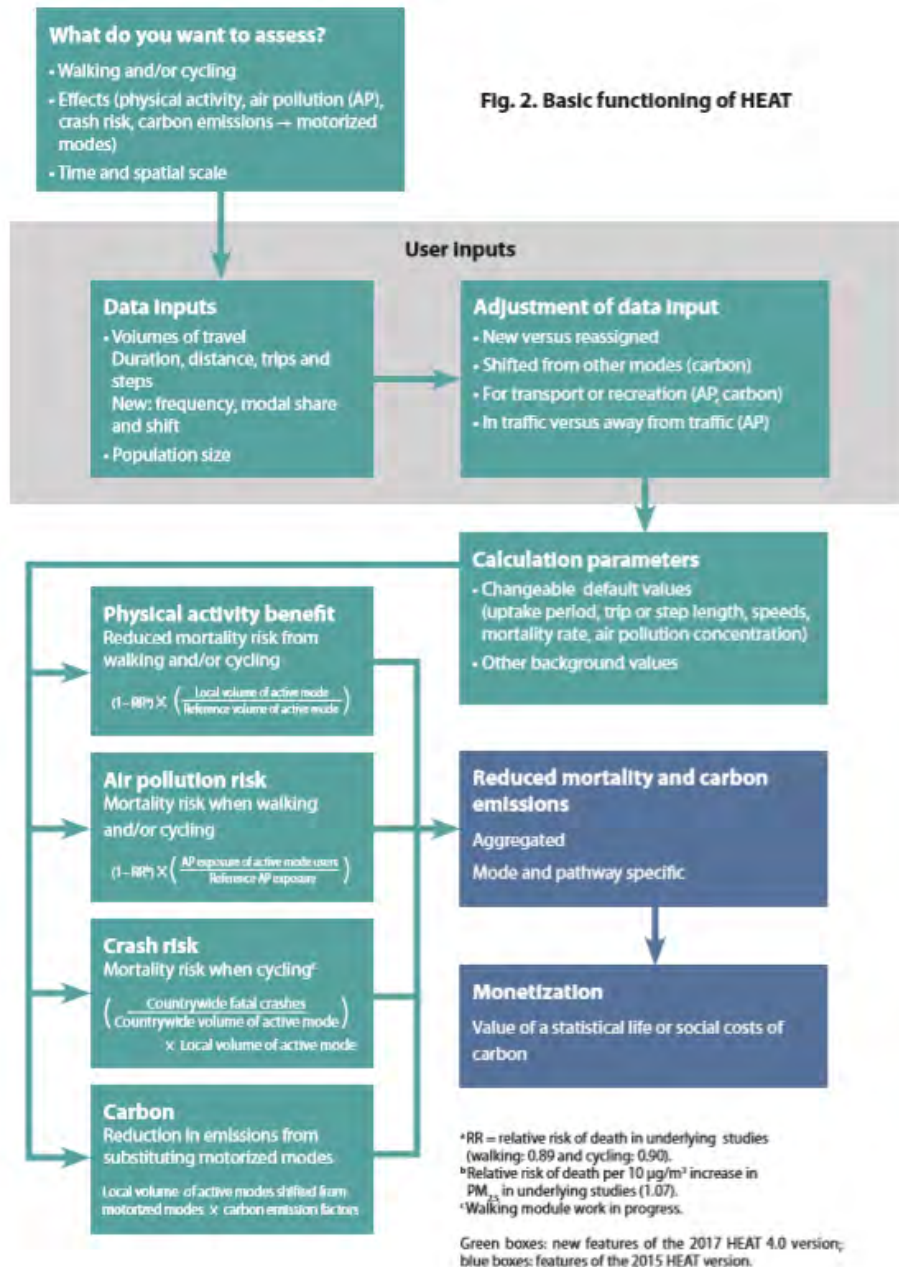 What do you want to assess?
• Walking and/or cycling
• Effects (physical activity, air pollution (AP),
crash risk, carbon emissions → motorized
modes)
• Time and spatial scale
Fig. 2. Basic functioning of HEAT
User inputs
Data inputs
• Volumes of travel
Duration, distance, trips and
steps
New: frequency, modal share
and shift
• Population size
Adjustment of data input
• New versus reassigned
• Shifted from other modes (carbon)
• For transport or recreation (AP, carbon)
• In traffic versus away from traffic (AP)
Calculation parameters
• Changeable default values
(uptake period, trip or step length, speeds,
mortality rate, air pollution concentration)
• Other background values
Physical activity benefit
Reduced mortality risk from
walking and/or cycling
(1 – RRᵃ) × ( Local volume of active mode
Reference volume of active mode )
Air pollution risk
Mortality risk when walking
and/or cycling
(1 – RRᵇ) × ( AP exposure of active mode users
Reference AP exposure )
Crash risk
Mortality risk when cyclingᶜ
( Countrywide fatal crashes
Countrywide volume of active mode )
× Local volume of active mode
Carbon
Reduction in emissions from
substituting motorized modes
Local volume of active modes shifted from
motorized modes × carbon emission factors
Reduced mortality and carbon
emissions
Aggregated
Mode and pathway specific
Monetization
Value of a statistical life or social costs of
carbon
ᵃRR = relative risk of death in underlying studies
(walking: 0.89 and cycling: 0.90).
ᵇRelative risk of death per 10 µg/m³ increase in
PM₂.₅ in underlying studies (1.07).
ᶜWalking module work in progress.
Green boxes: new features of the 2017 HEAT 4.0 version;
blue boxes: features of the 2015 HEAT version.